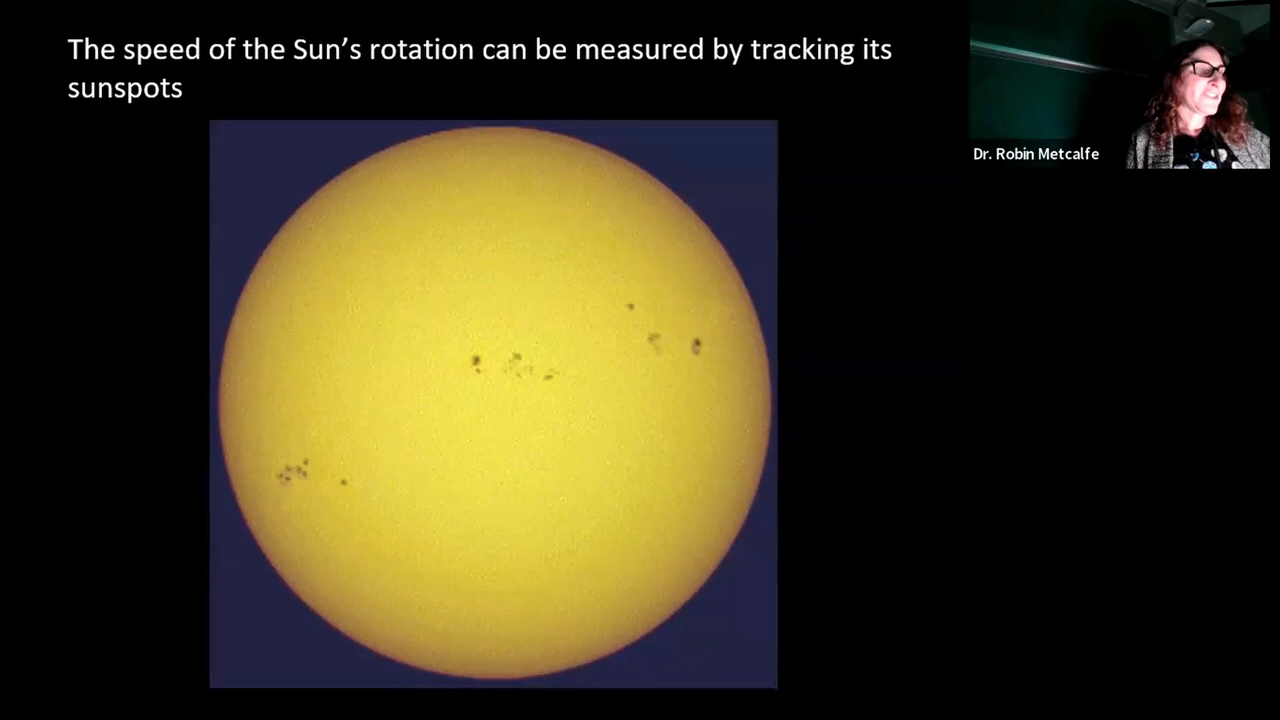 The speed of the Sun’s rotation can be measured by tracking its
sunspots
Dr. Robin Metcalfe